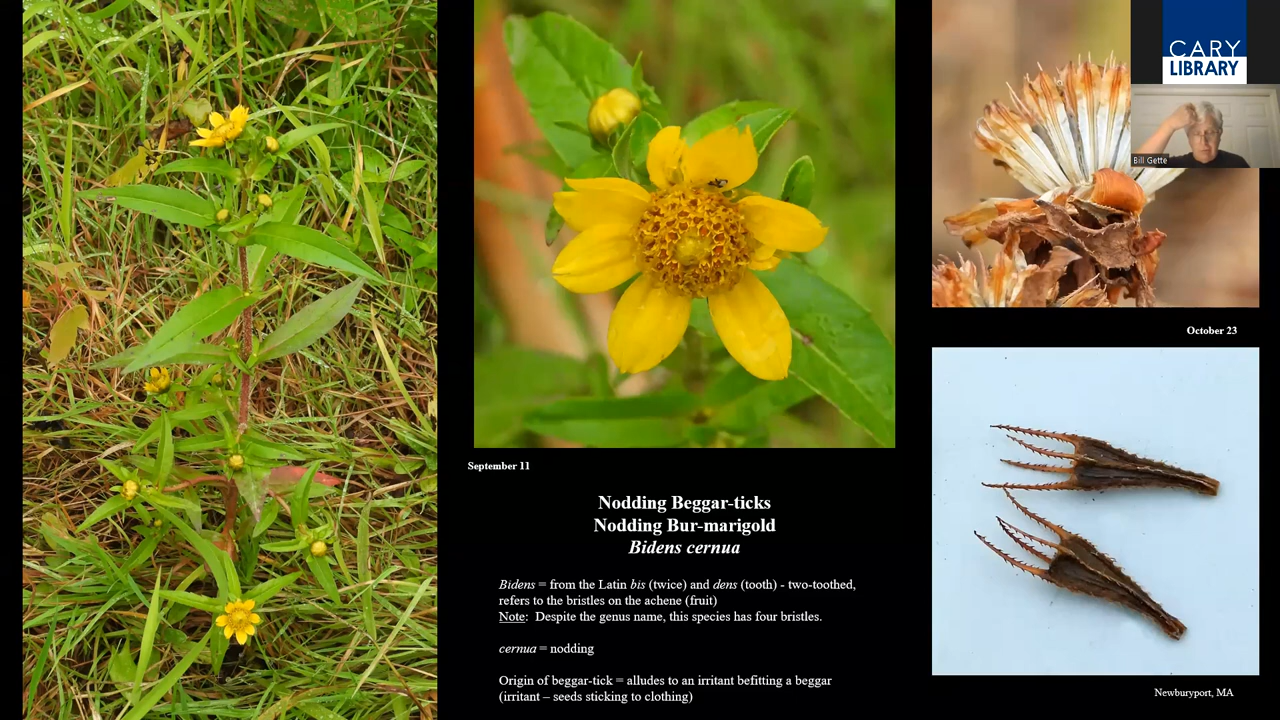 CARY
LIBRARY
Bill Gette
October 23
September 11
Nodding Beggar-ticks
Nodding Bur-marigold
Bidens cernua
Bidens = from the Latin bis (twice) and dens (tooth) - two-toothed,
refers to the bristles on the achene (fruit)
Note: Despite the genus name, this species has four bristles.
cernua = nodding
Origin of beggar-tick = alludes to an irritant befitting a beggar
(irritant – seeds sticking to clothing)
Newburyport, MA